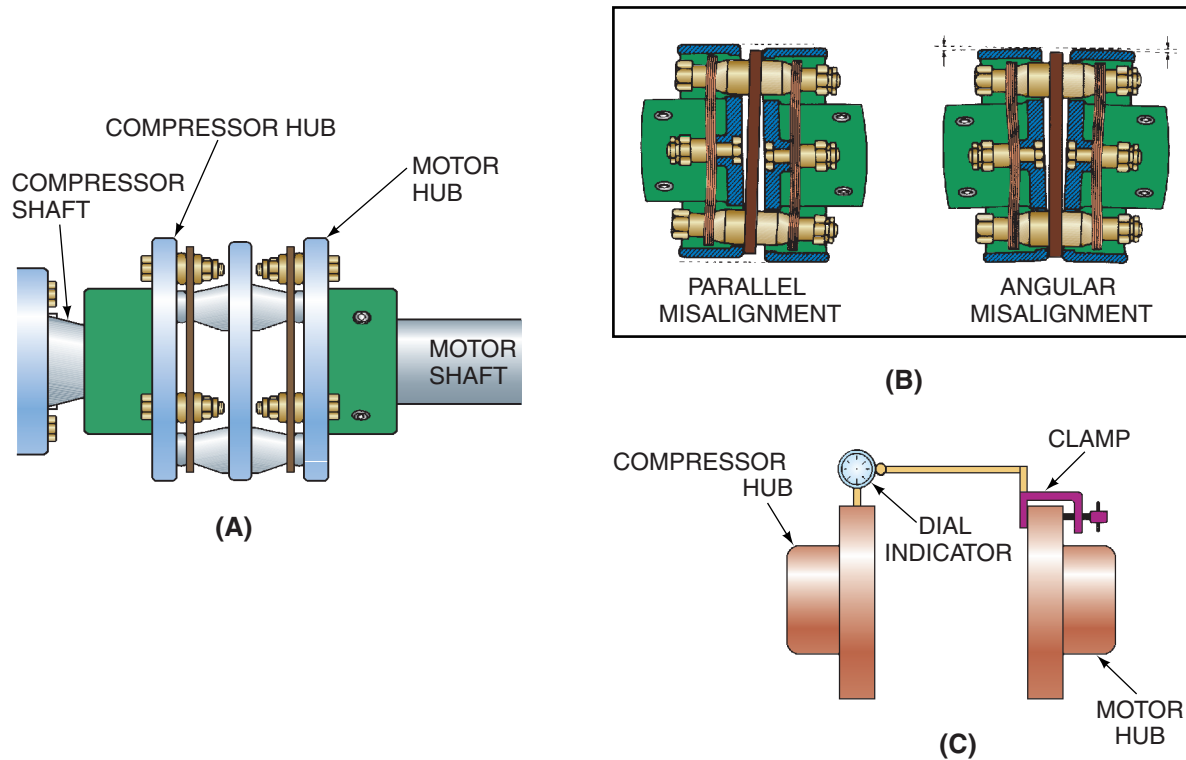 COMPRESSOR HUB
COMPRESSOR
SHAFT
MOTOR
HUB
MOTOR
SHAFT
(A)
PARALLEL
MISALIGNMENT
ANGULAR
MISALIGNMENT
(B)
COMPRESSOR
HUB
CLAMP
DIAL
INDICATOR
MOTOR
HUB
(C)